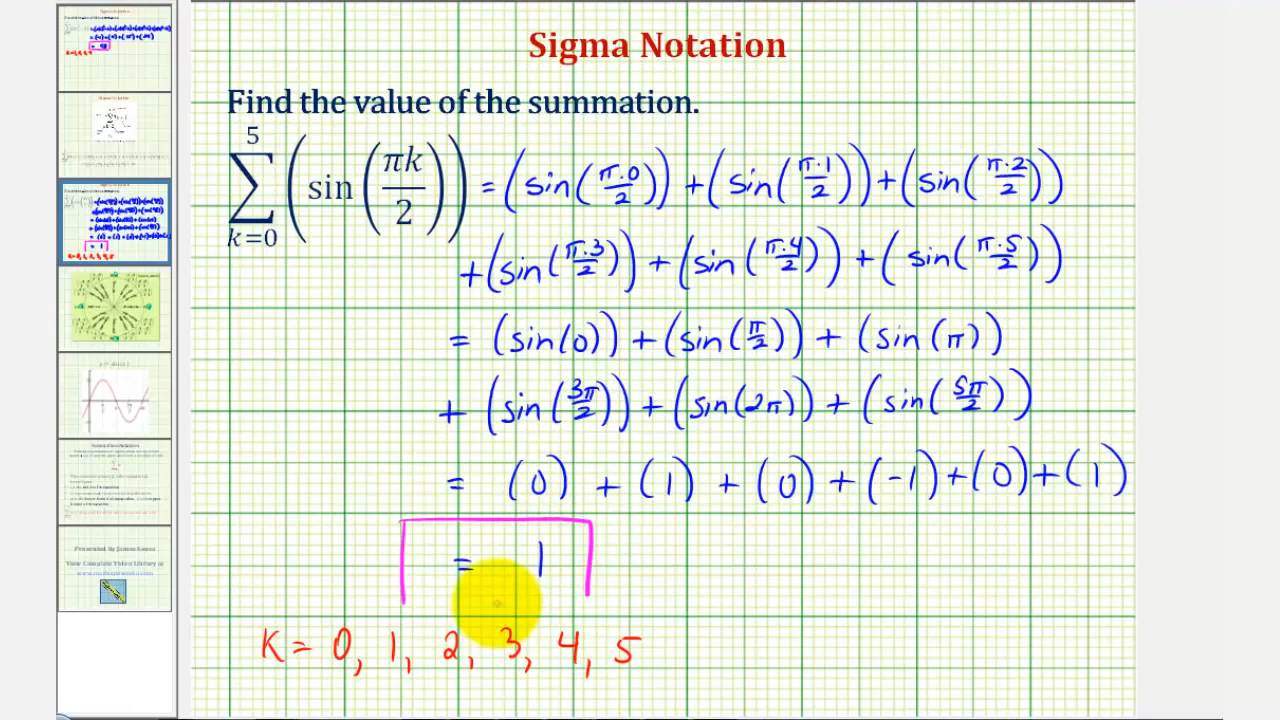 Sigma Notation
Find the value of the summation.
5
∑ (sin(πk/2)) = (sin(π·0/2)) + (sin(π·1/2)) + (sin(π·2/2))
k=0
+ (sin(π·3/2)) + (sin(π·4/2)) + (sin(π·5/2))
= (sin(0)) + (sin(π/2)) + (sin(π))
+ (sin(3π/2)) + (sin(2π)) + (sin(5π/2))
= (0) + (1) + (0) + (-1) + (0) + (1)
= 1
K = 0, 1, 2, 3, 4, 5